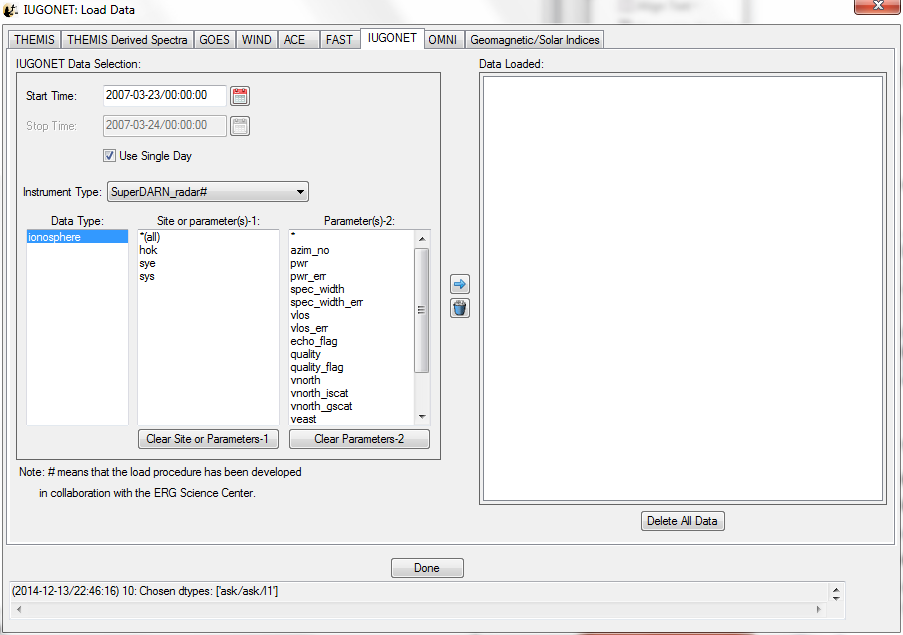 IUGONET: Load Data
THEMIS THEMIS Derived Spectra GOES WIND ACE FAST IUGONET OMNI Geomagnetic/Solar Indices
IUGONET Data Selection:
Data Loaded:
Start Time: 2007-03-23/00:00:00
Stop Time: 2007-03-24/00:00:00
Use Single Day
Instrument Type: SuperDARN_radar#
Data Type: Site or parameter(s)-1: Parameter(s)-2:
ionosphere *(all) *
hok azim_no
sye pwr
sys pwr_err
spec_width
spec_width_err
vlos
vlos_err
echo_flag
quality
quality_flag
vnorth
vnorth_iscat
vnorth_gscat
veast
Clear Site or Parameters-1 Clear Parameters-2
Note: # means that the load procedure has been developed
in collaboration with the ERG Science Center.
Delete All Data
Done
(2014-12-13/22:46:16) 10: Chosen dtypes: ['ask/ask/l1']